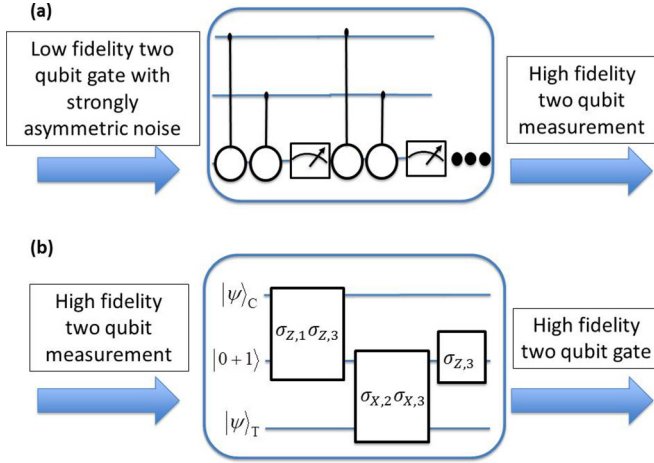 (a)
Low fidelity two
qubit gate with
strongly
asymmetric noise
High fidelity
two qubit
measurement
(b)
High fidelity
two qubit
measurement
|ψ⟩C
|0+1⟩
|ψ⟩T
σZ,1σZ,3
σX,2σX,3
σZ,3
High fidelity
two qubit gate